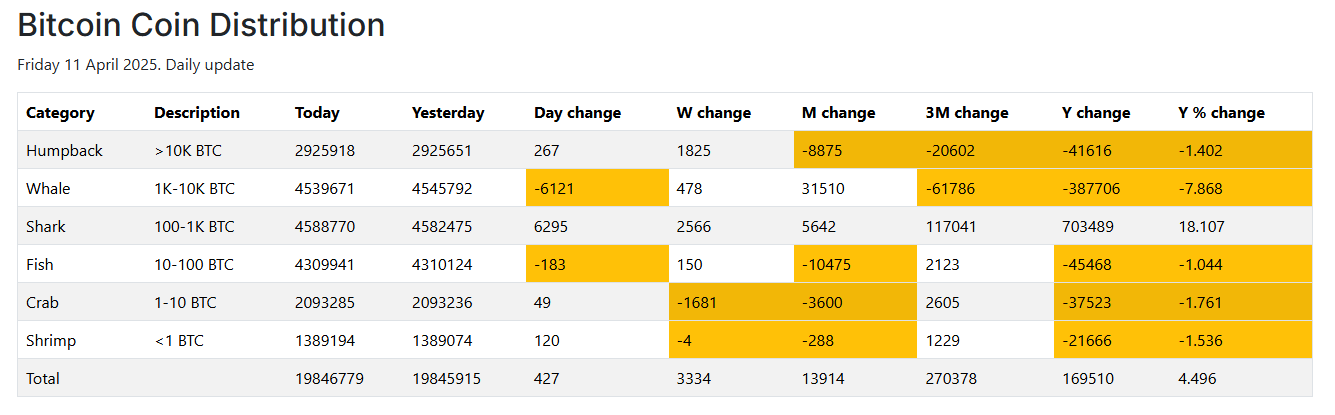 Bitcoin Coin Distribution
Friday 11 April 2025. Daily update
Category Description Today Yesterday Day change W change M change 3M change Y change Y % change
Humpback >10K BTC 2925918 2925651 267 1825 -8875 -20602 -41616 -1.402
Whale 1K-10K BTC 4539671 4545792 -6121 478 31510 -61786 -387706 -7.868
Shark 100-1K BTC 4588770 4582475 6295 2566 5642 117041 703489 18.107
Fish 10-100 BTC 4309941 4310124 -183 150 -10475 2123 -45468 -1.044
Crab 1-10 BTC 2093285 2093236 49 -1681 -3600 2605 -37523 -1.761
Shrimp <1 BTC 1389194 1389074 120 -4 -288 1229 -21666 -1.536
Total 19846779 19845915 427 3334 13914 270378 169510 4.496